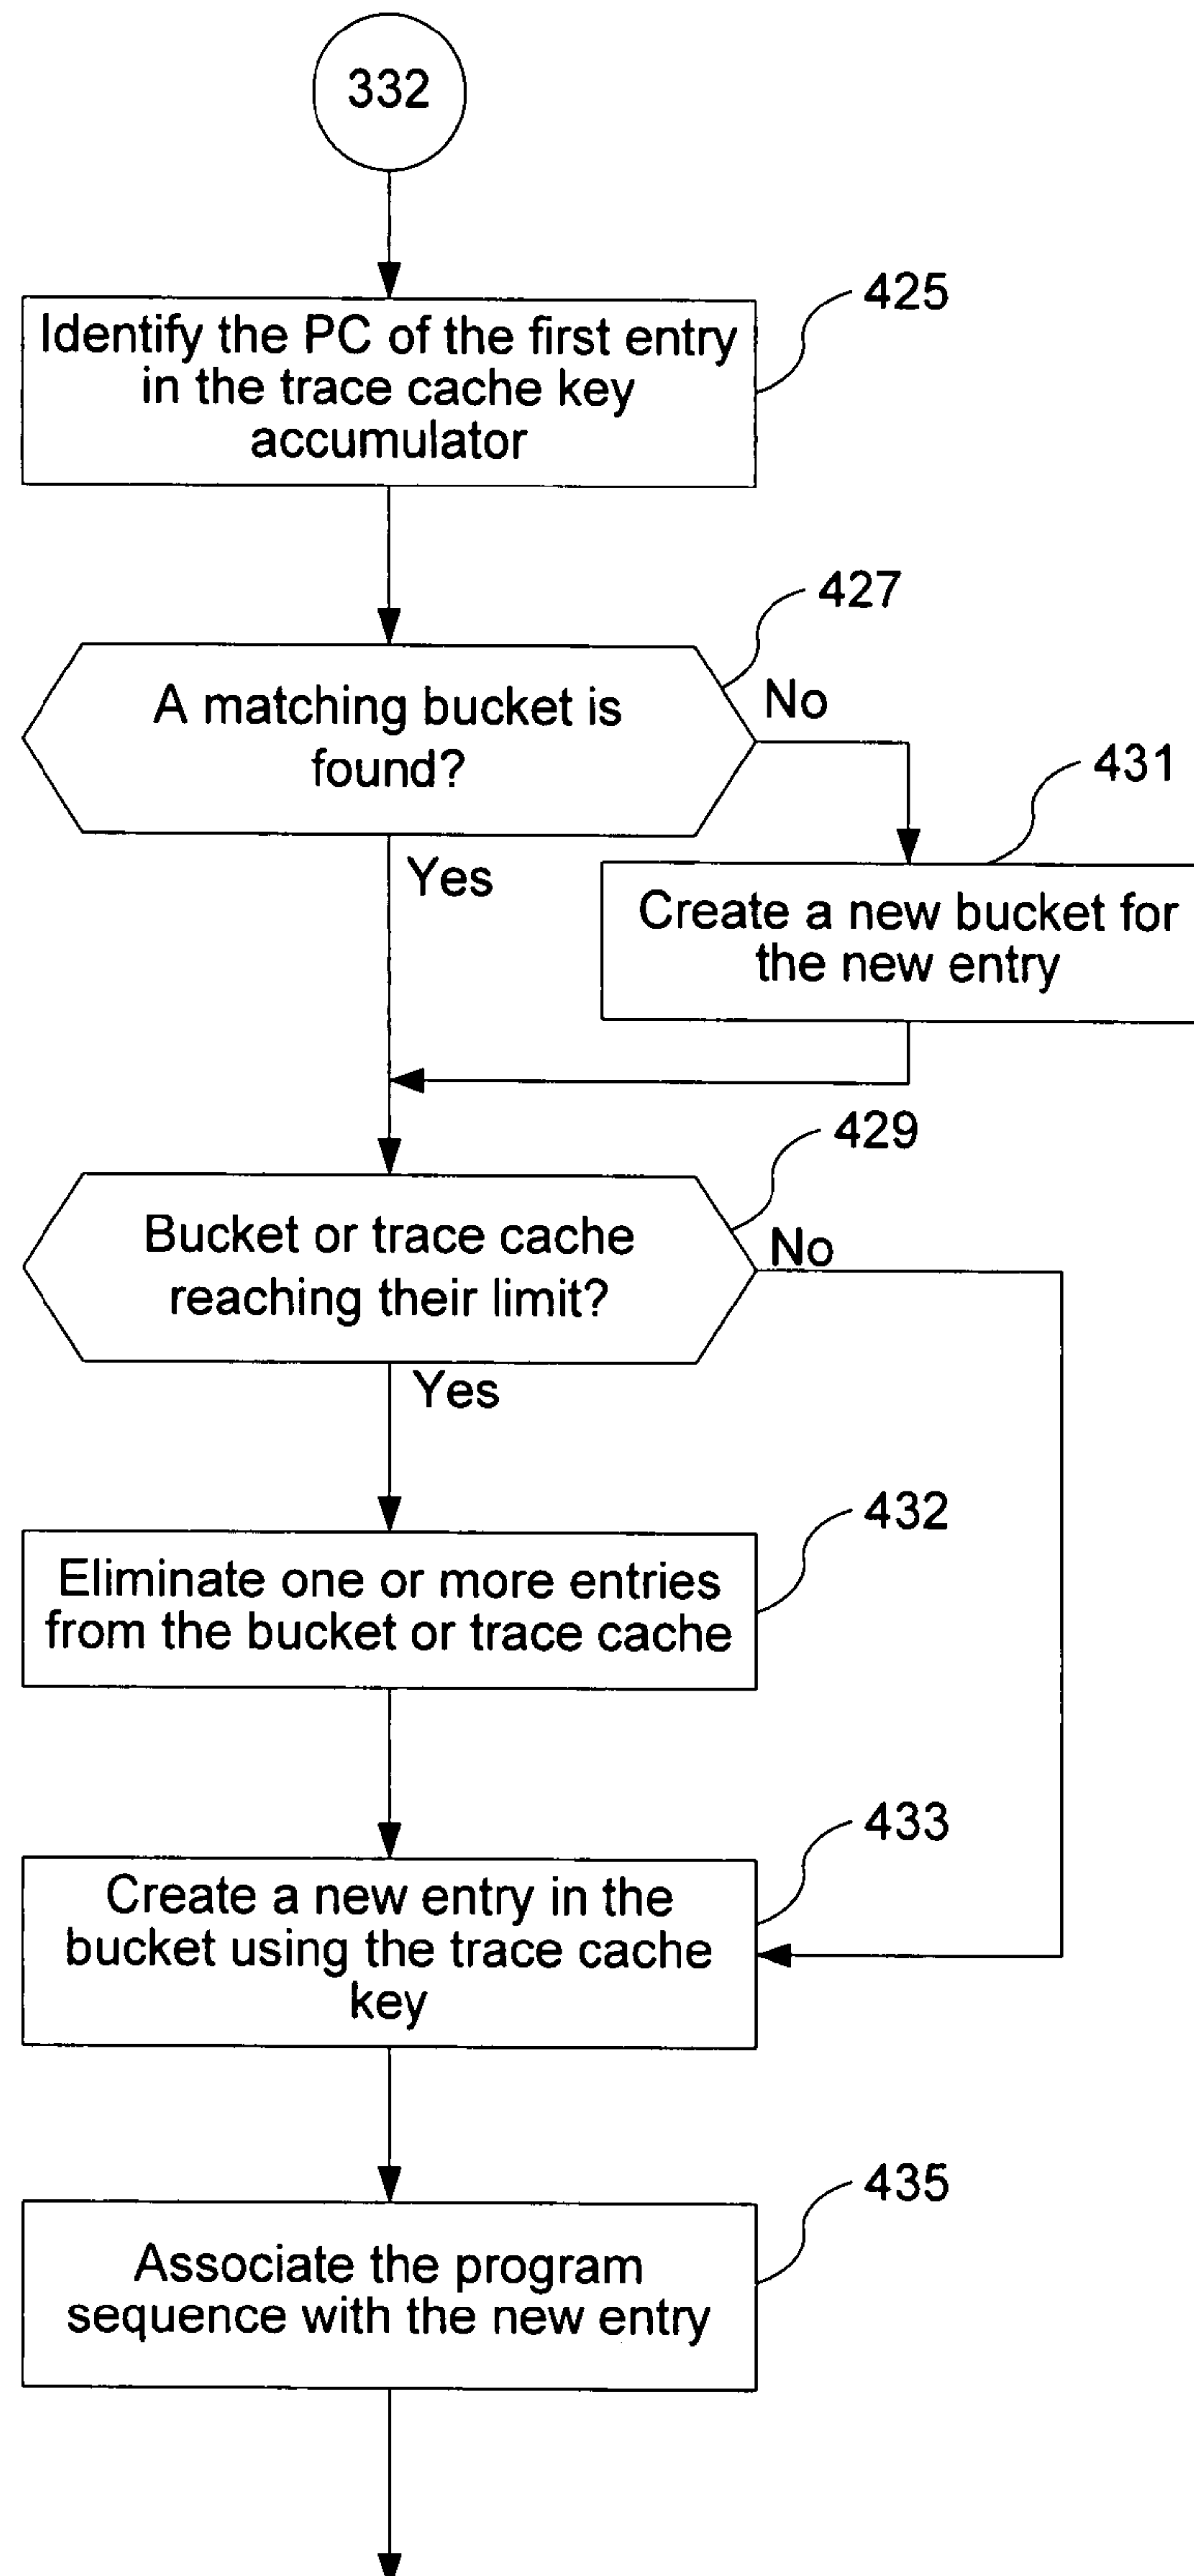 332
425
Identify the PC of the first entry
in the trace cache key
accumulator
427
A matching bucket is
found?
No
431
Yes
Create a new bucket for
the new entry
429
Bucket or trace cache
reaching their limit?
No
Yes
432
Eliminate one or more entries
from the bucket or trace cache
433
Create a new entry in the
bucket using the trace cache
key
435
Associate the program
sequence with the new entry